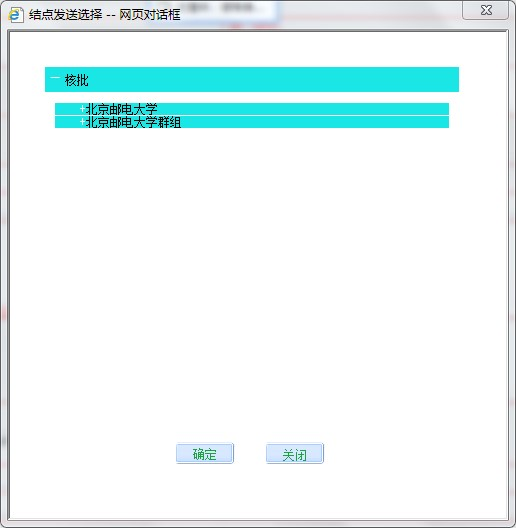 结点发送选择 -- 网页对话框
— 核批
+北京邮电大学
+北京邮电大学群组
确定
关闭